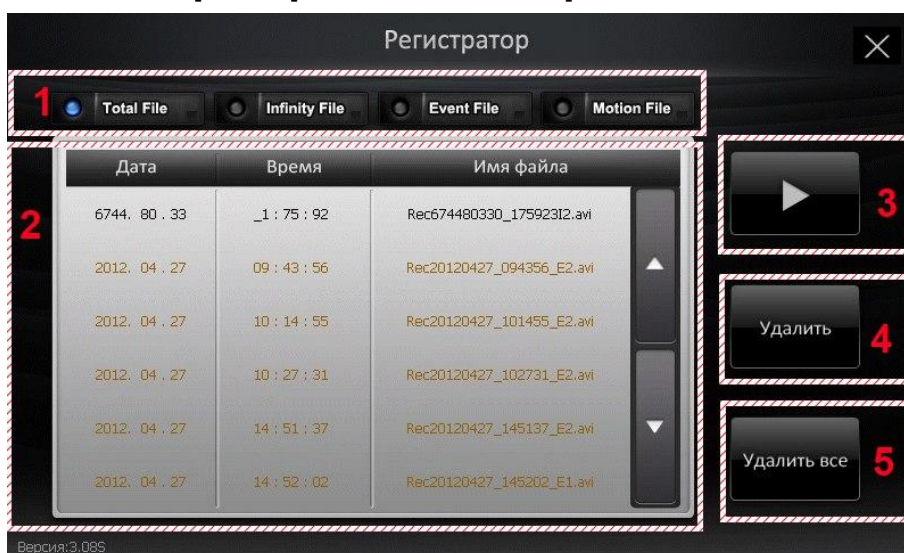 Регистратор
1 Total File Infinity File Event File Motion File
2 Дата Время Имя файла
6744. 80 . 33 _1 : 75 : 92 Rec674480330_175923I2.avi
2012. 04 . 27 09 : 43 : 56 Rec20120427_094356_E2.avi
2012. 04 . 27 10 : 14 : 55 Rec20120427_101455_E2.avi
2012. 04 . 27 10 : 27 : 31 Rec20120427_102731_E2.avi
2012. 04 . 27 14 : 51 : 37 Rec20120427_145137_E2.avi
2012. 04 . 27 14 : 52 : 02 Rec20120427_145202_E1.avi
3
Удалить 4
Удалить все 5
Версия:3.08S